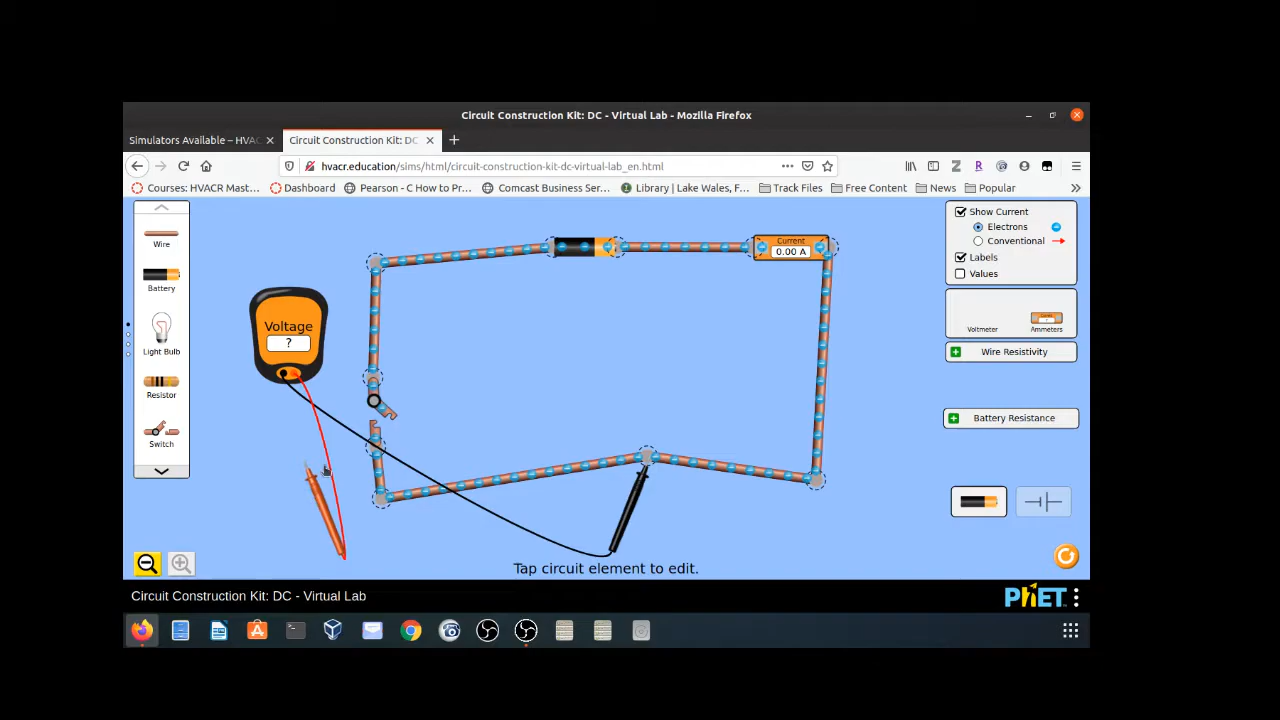 Circuit Construction Kit: DC - Virtual Lab - Mozilla Firefox
Simulators Available – HVAC
Circuit Construction Kit: DC
hvacr.education/sims/html/circuit-construction-kit-dc-virtual-lab_en.html
Courses: HVACR Mast... Dashboard Pearson - C How to Pr... Comcast Business Ser... Library | Lake Wales, F... Track Files Free Content News Popular
Wire
Battery
Light Bulb
Resistor
Switch
Voltage
?
Current
0.00 A
Show Current
Electrons
Conventional
Labels
Values
Voltmeter
Ammeters
Wire Resistivity
Battery Resistance
Tap circuit element to edit.
Circuit Construction Kit: DC - Virtual Lab
PhET